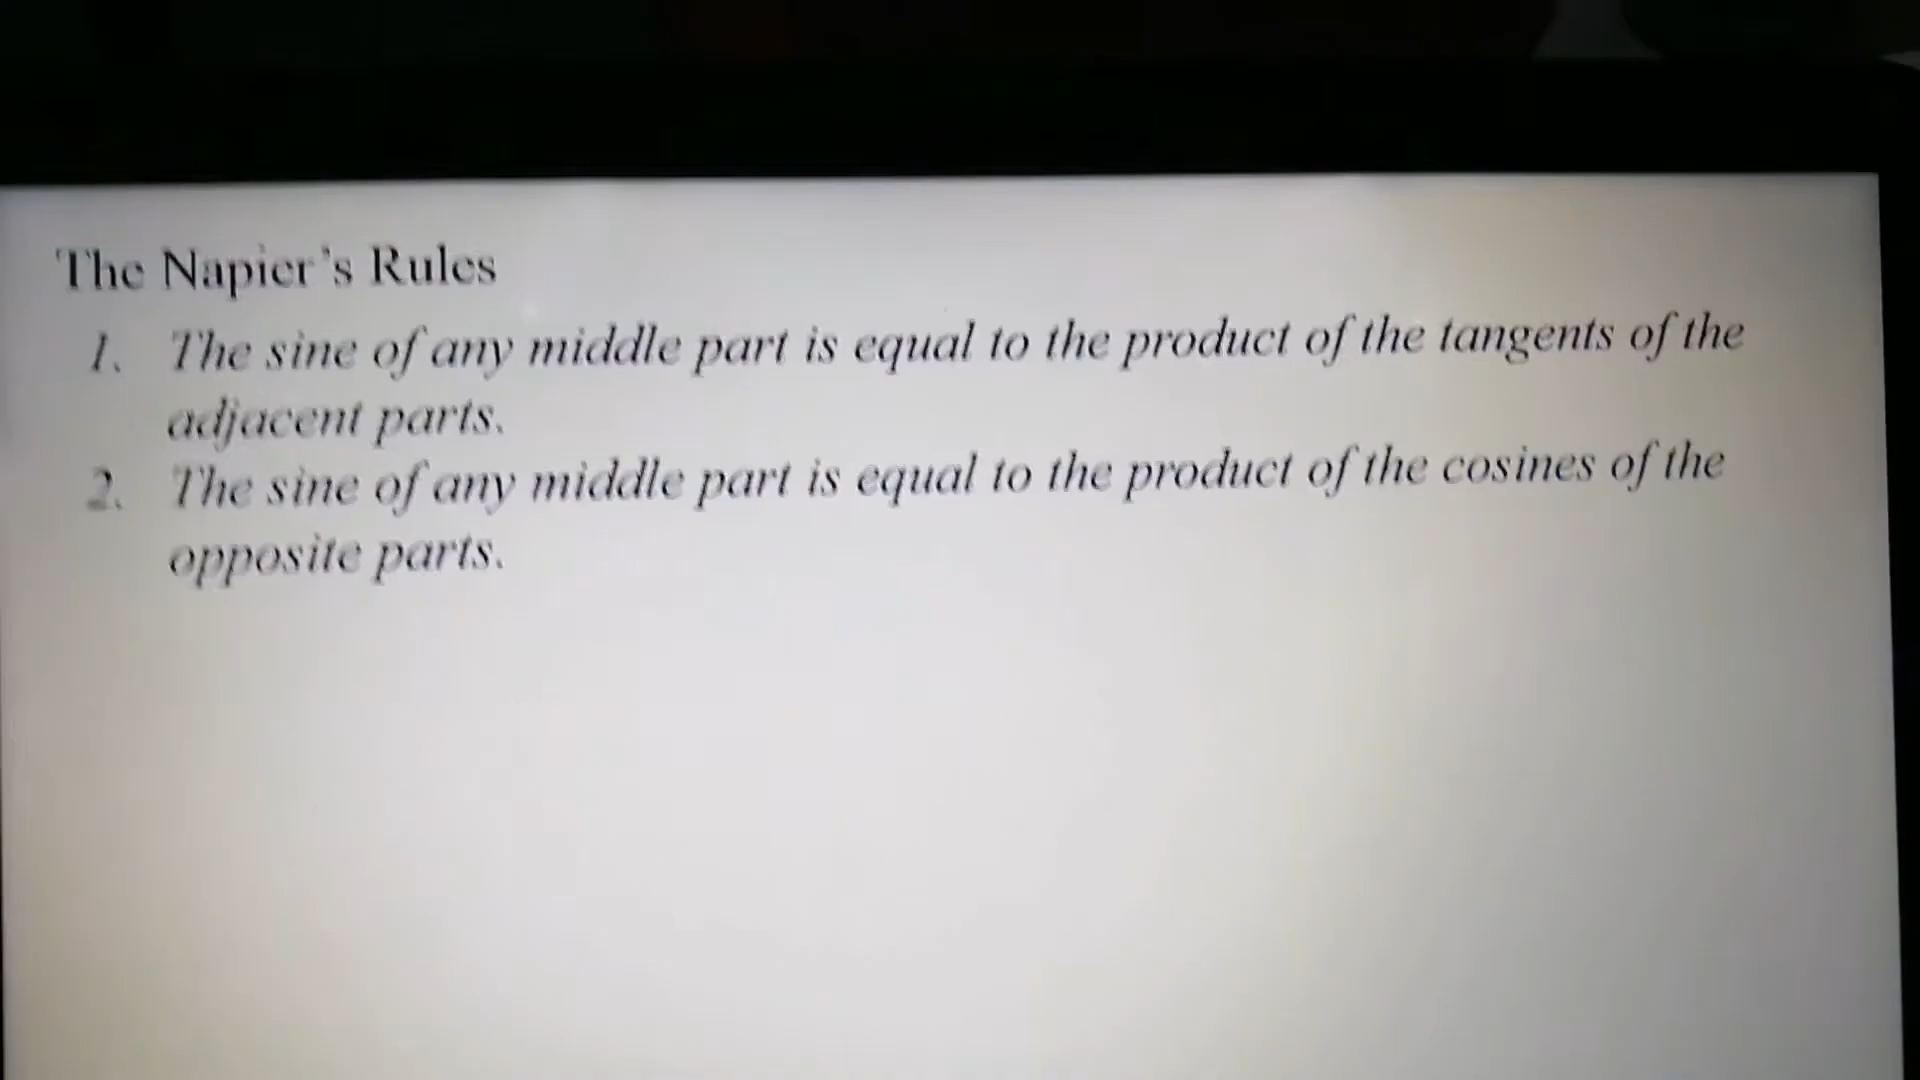 The Napier's Rules
1. The sine of any middle part is equal to the product of the tangents of the
adjacent parts.
2. The sine of any middle part is equal to the product of the cosines of the
opposite parts.